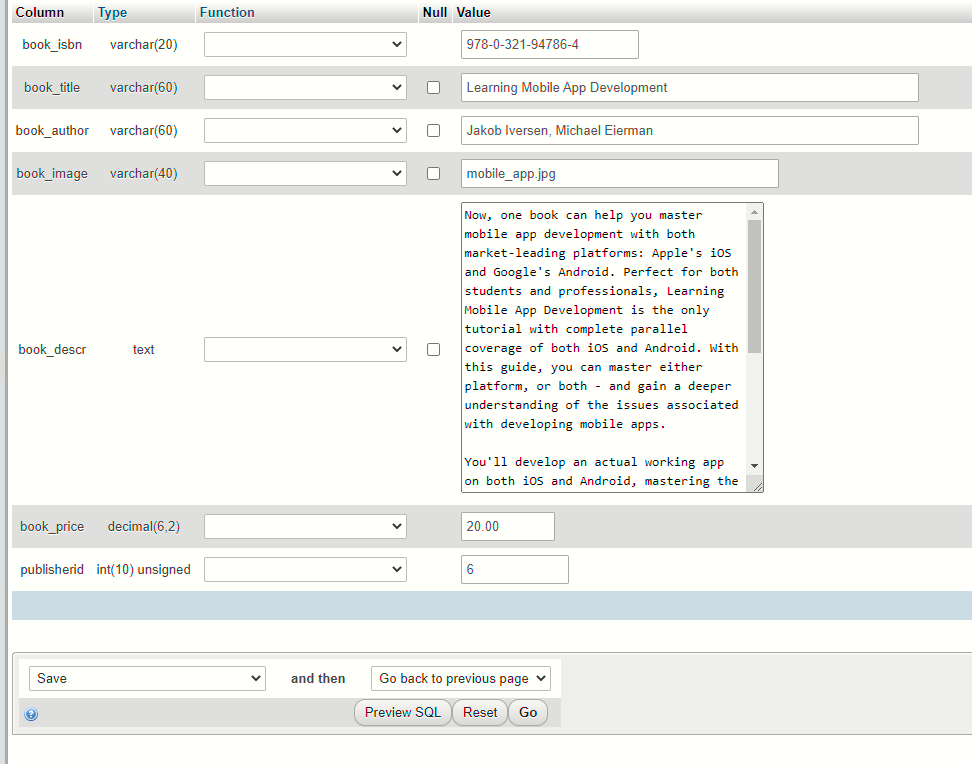 Column Type Function Null Value
book_isbn varchar(20) 978-0-321-94786-4
book_title varchar(60) Learning Mobile App Development
book_author varchar(60) Jakob Iversen, Michael Eierman
book_image varchar(40) mobile_app.jpg
book_descr text
Now, one book can help you master
mobile app development with both
market-leading platforms: Apple's iOS
and Google's Android. Perfect for both
students and professionals, Learning
Mobile App Development is the only
tutorial with complete parallel
coverage of both iOS and Android. With
this guide, you can master either
platform, or both - and gain a deeper
understanding of the issues associated
with developing mobile apps.
You'll develop an actual working app
on both iOS and Android, mastering the
book_price decimal(6,2) 20.00
publisherid int(10) unsigned 6
Save and then Go back to previous page
Preview SQL Reset Go